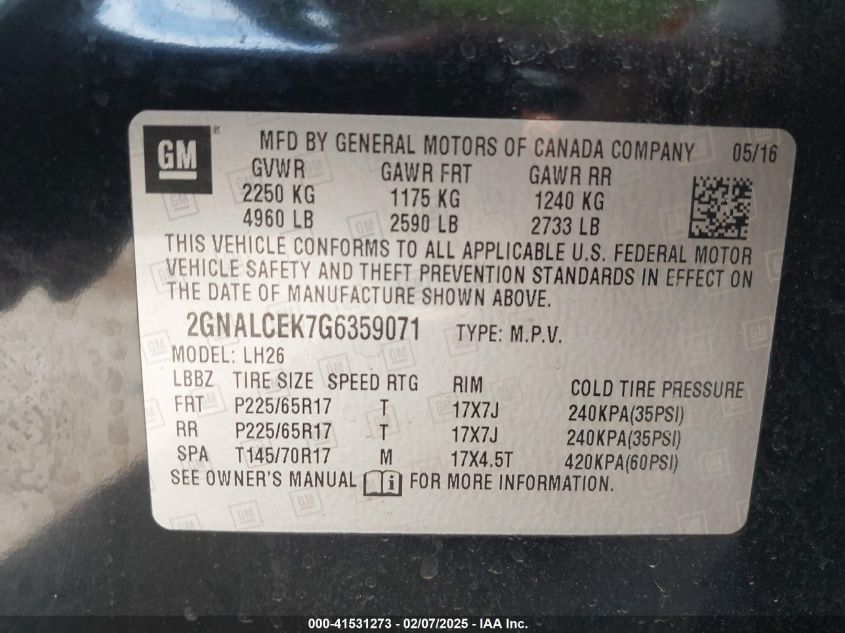 GM ® MFD BY GENERAL MOTORS OF CANADA COMPANY 05/16
GVWR GAWR FRT GAWR RR
2250 KG 1175 KG 1240 KG
4960 LB 2590 LB 2733 LB
THIS VEHICLE CONFORMS TO ALL APPLICABLE U.S. FEDERAL MOTOR
VEHICLE SAFETY AND THEFT PREVENTION STANDARDS IN EFFECT ON
THE DATE OF MANUFACTURE SHOWN ABOVE.
2GNALCEK7G6359071 TYPE: M.P.V.
MODEL: LH26
LBBZ TIRE SIZE SPEED RTG RIM COLD TIRE PRESSURE
FRT P225/65R17 T 17X7J 240KPA(35PSI)
RR P225/65R17 T 17X7J 240KPA(35PSI)
SPA T145/70R17 M 17X4.5T 420KPA(60PSI)
SEE OWNER'S MANUAL i FOR MORE INFORMATION.
000-41531273 - 02/07/2025 - IAAI - Copart Inc.